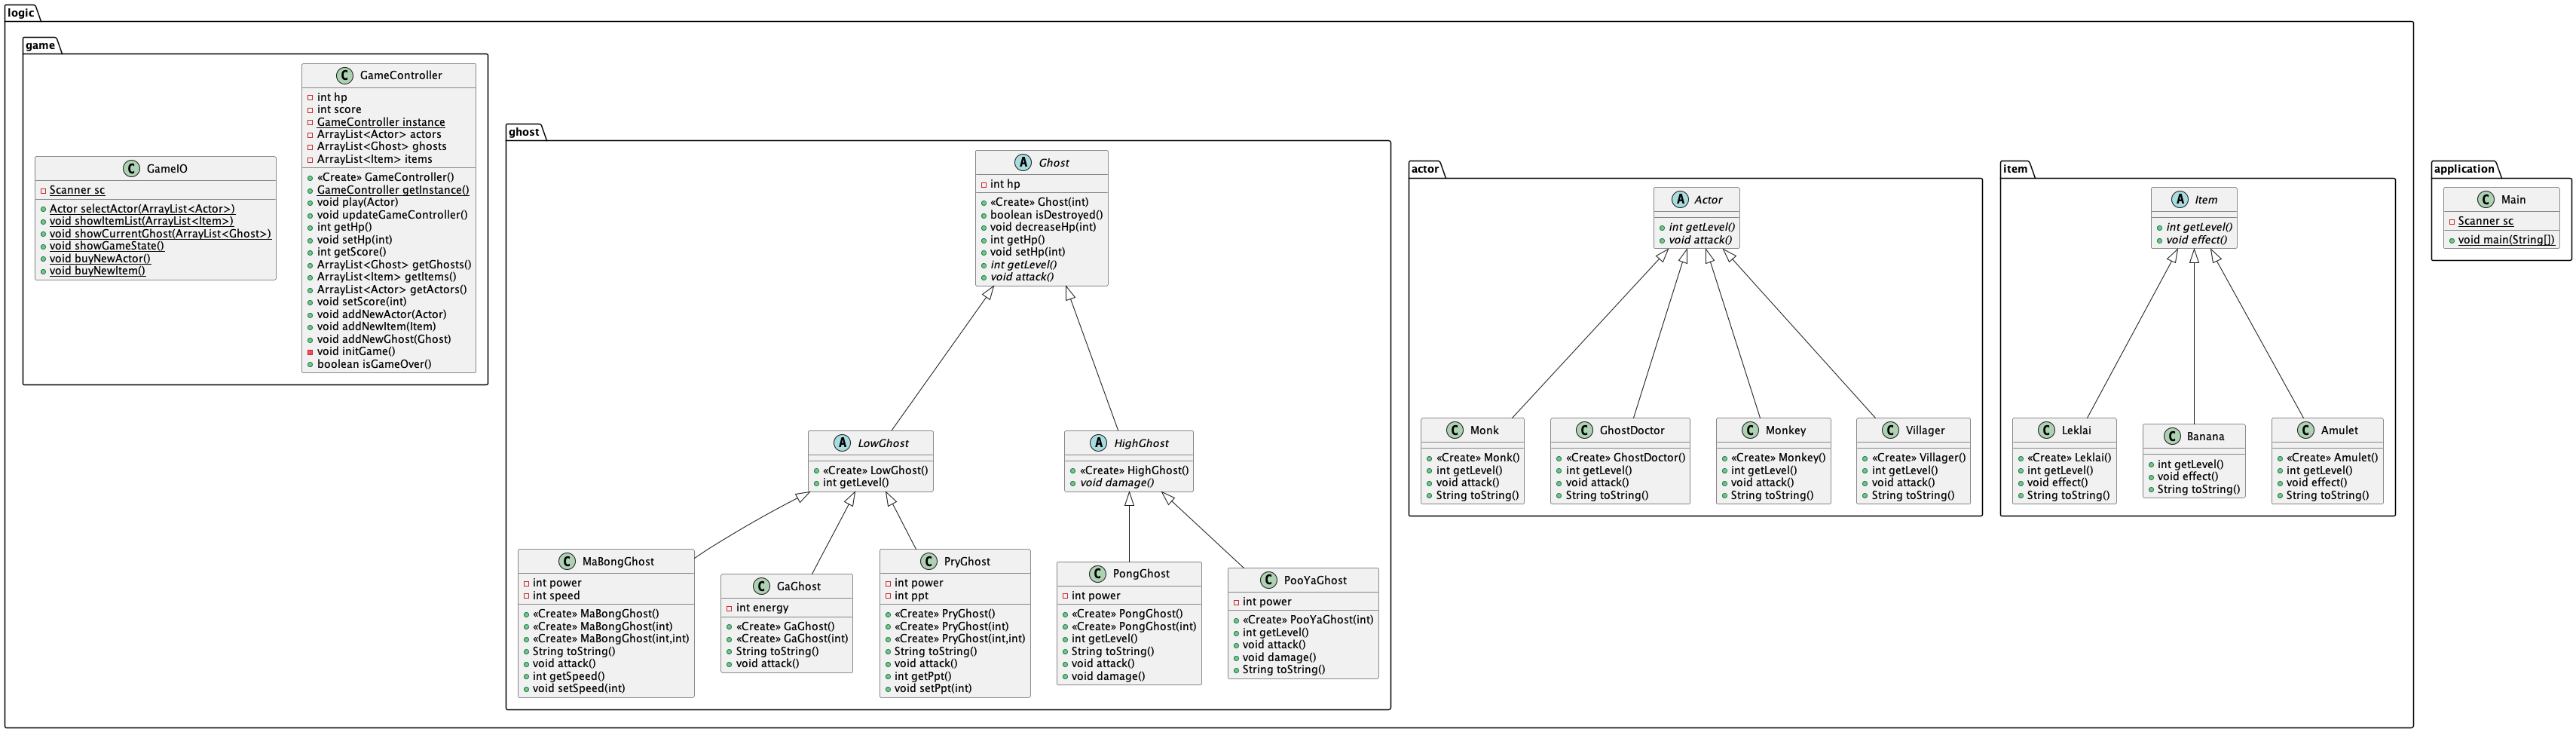 logic
game
C GameIO
Scanner sc
Actor selectActor(ArrayList<Actor>)
void showItemList(ArrayList<Item>)
void showCurrentGhost(ArrayList<Ghost>)
void showGameState()
void buyNewActor()
void buyNewItem()
C GameController
int hp
int score
GameController instance
ArrayList<Actor> actors
ArrayList<Ghost> ghosts
ArrayList<Item> items
«Create» GameController()
GameController getInstance()
void play(Actor)
void updateGameController()
int getHp()
void setHp(int)
int getScore()
ArrayList<Ghost> getGhosts()
ArrayList<Item> getItems()
ArrayList<Actor> getActors()
void setScore(int)
void addNewActor(Actor)
void addNewItem(Item)
void addNewGhost(Ghost)
void initGame()
boolean isGameOver()
ghost
A Ghost
int hp
«Create» Ghost(int)
boolean isDestroyed()
void decreaseHp(int)
int getHp()
void setHp(int)
int getLevel()
void attack()
A LowGhost
«Create» LowGhost()
int getLevel()
A HighGhost
«Create» HighGhost()
void damage()
C MaBongGhost
int power
int speed
«Create» MaBongGhost()
«Create» MaBongGhost(int)
«Create» MaBongGhost(int,int)
String toString()
void attack()
int getSpeed()
void setSpeed(int)
C GaGhost
int energy
«Create» GaGhost()
«Create» GaGhost(int)
String toString()
void attack()
C PryGhost
int power
int ppt
«Create» PryGhost()
«Create» PryGhost(int)
«Create» PryGhost(int,int)
String toString()
void attack()
int getPpt()
void setPpt(int)
C PongGhost
int power
«Create» PongGhost()
«Create» PongGhost(int)
int getLevel()
String toString()
void attack()
void damage()
C PooYaGhost
int power
«Create» PooYaGhost(int)
int getLevel()
void attack()
void damage()
String toString()
actor
A Actor
int getLevel()
void attack()
C Monk
«Create» Monk()
int getLevel()
void attack()
String toString()
C GhostDoctor
«Create» GhostDoctor()
int getLevel()
void attack()
String toString()
C Monkey
«Create» Monkey()
int getLevel()
void attack()
String toString()
C Villager
«Create» Villager()
int getLevel()
void attack()
String toString()
item
A Item
int getLevel()
void effect()
C Leklai
«Create» Leklai()
int getLevel()
void effect()
String toString()
C Banana
int getLevel()
void effect()
String toString()
C Amulet
«Create» Amulet()
int getLevel()
void effect()
String toString()
application
C Main
Scanner sc
void main(String[])